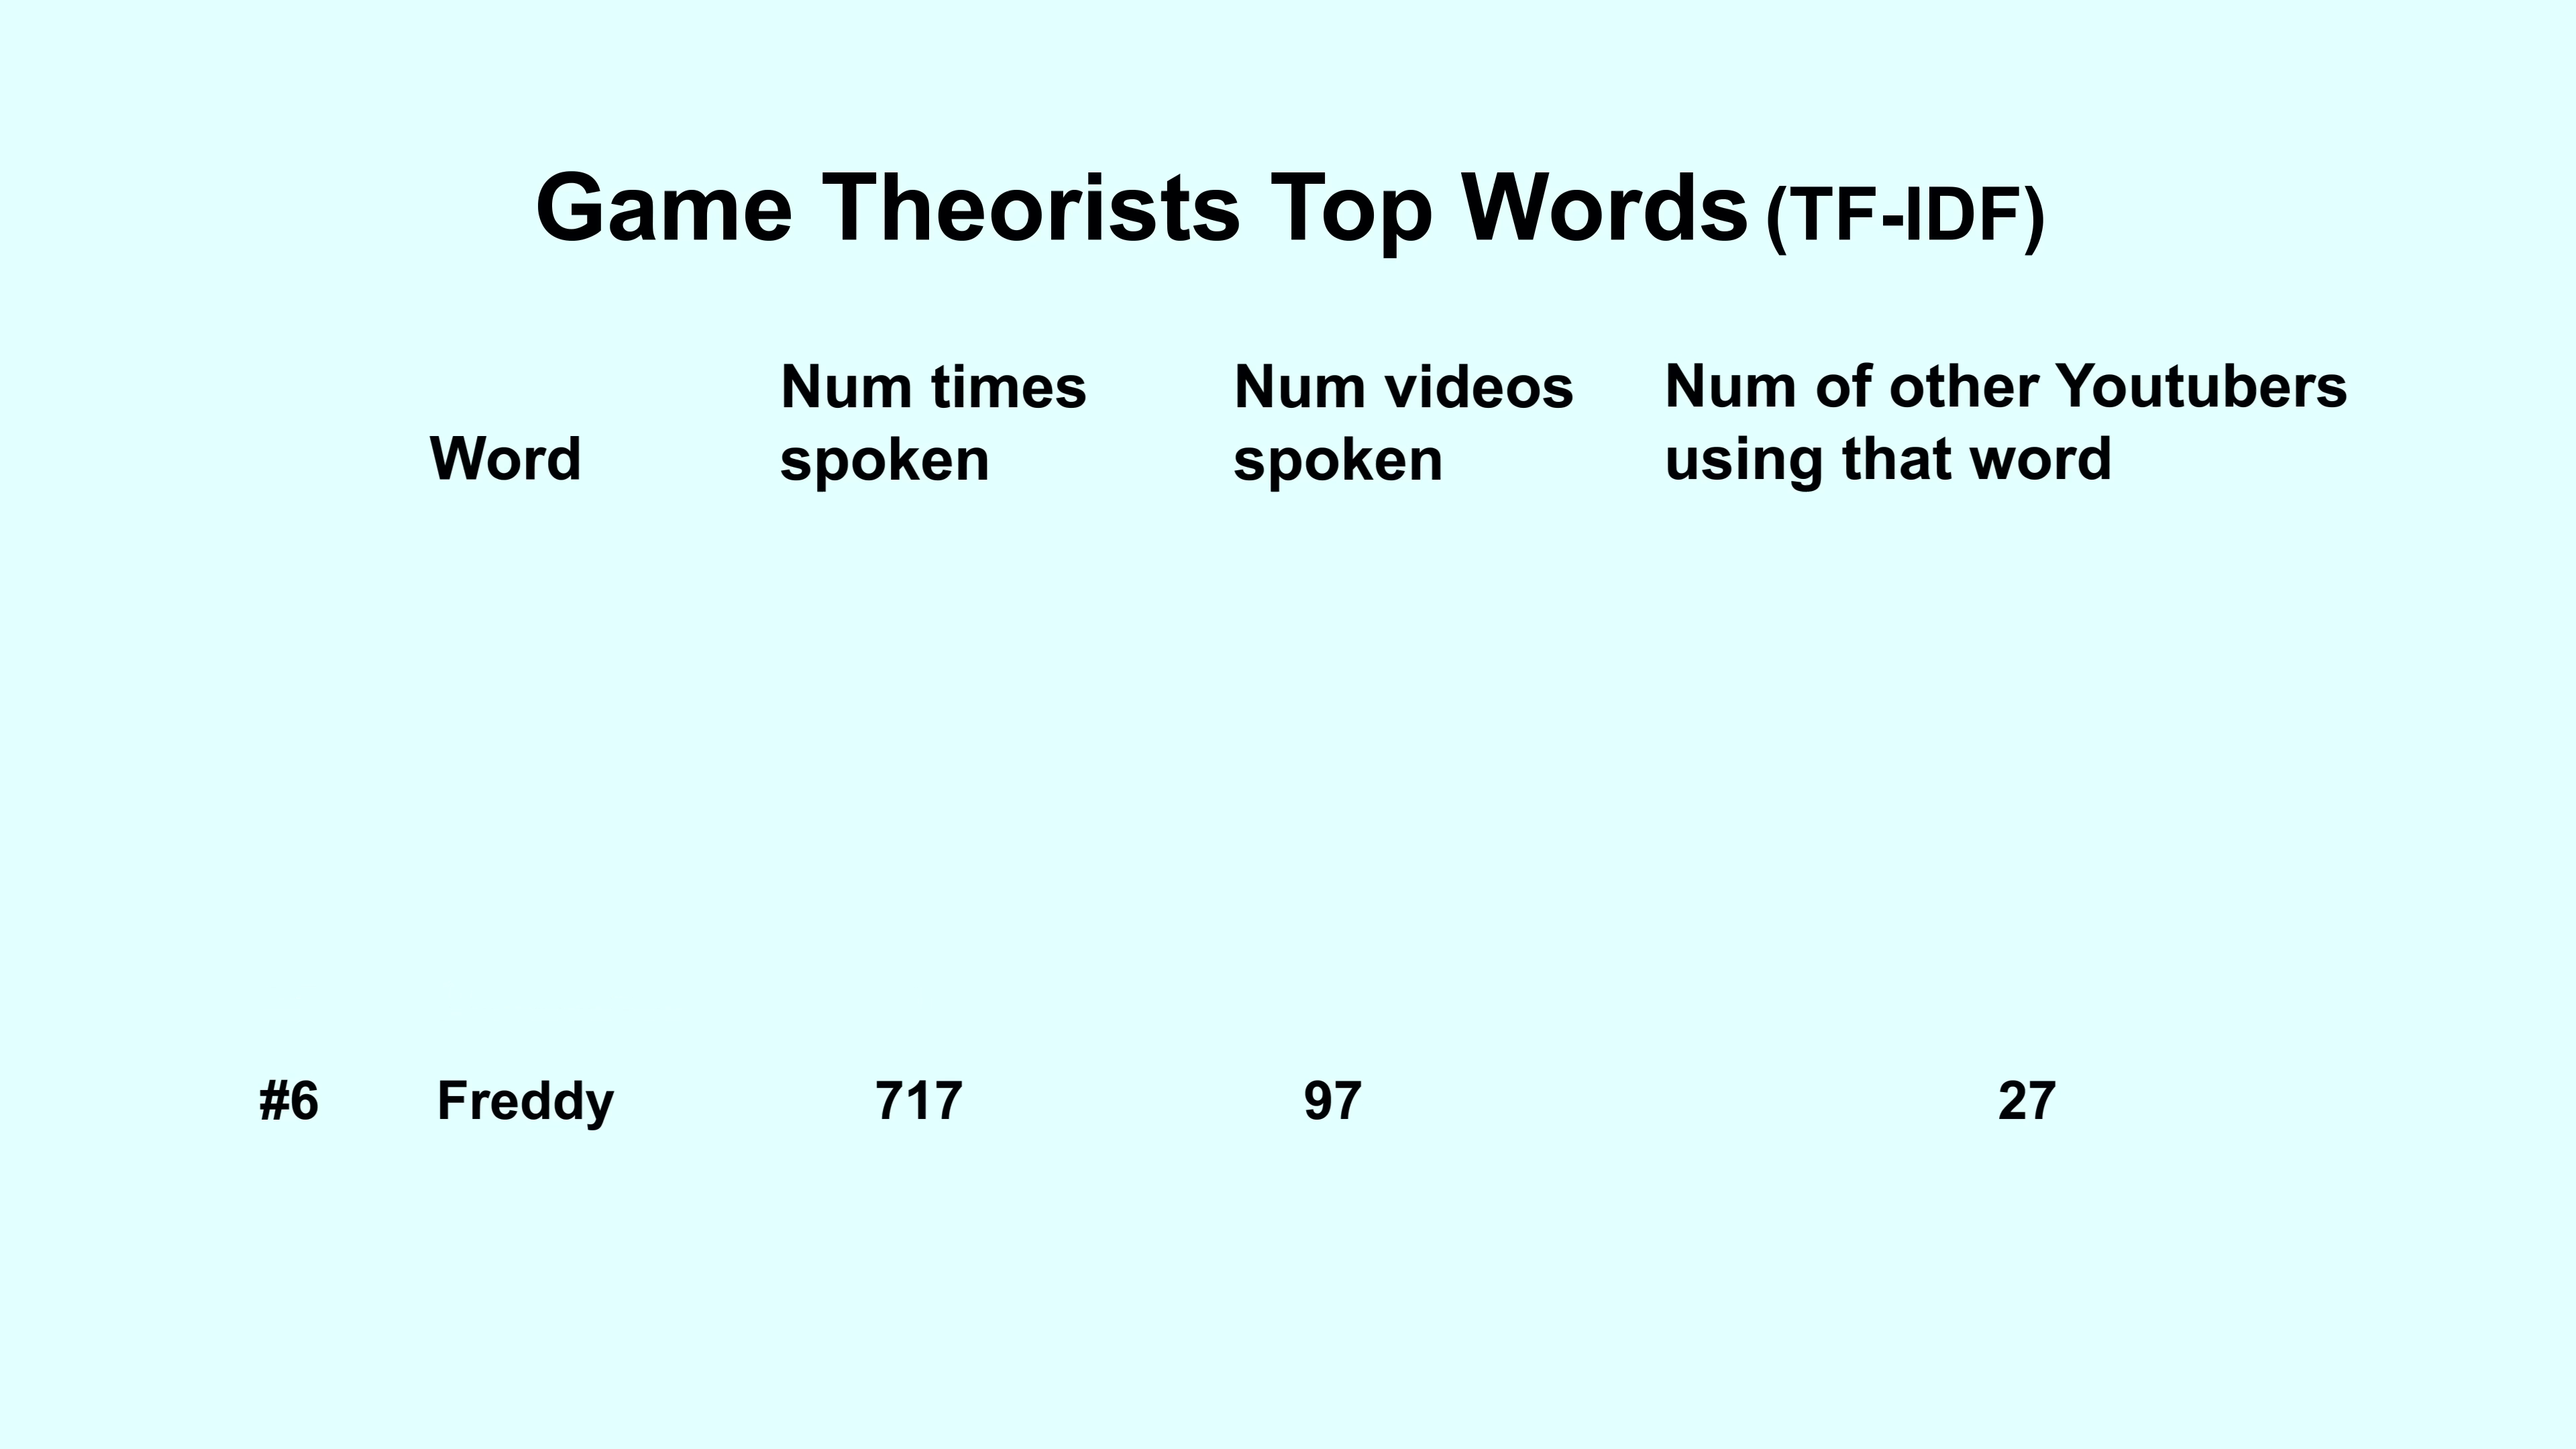 Game Theorists Top Words (TF-IDF)
Word
Num times
spoken
Num videos
spoken
Num of other Youtubers
using that word
#6 Freddy 717 97 27